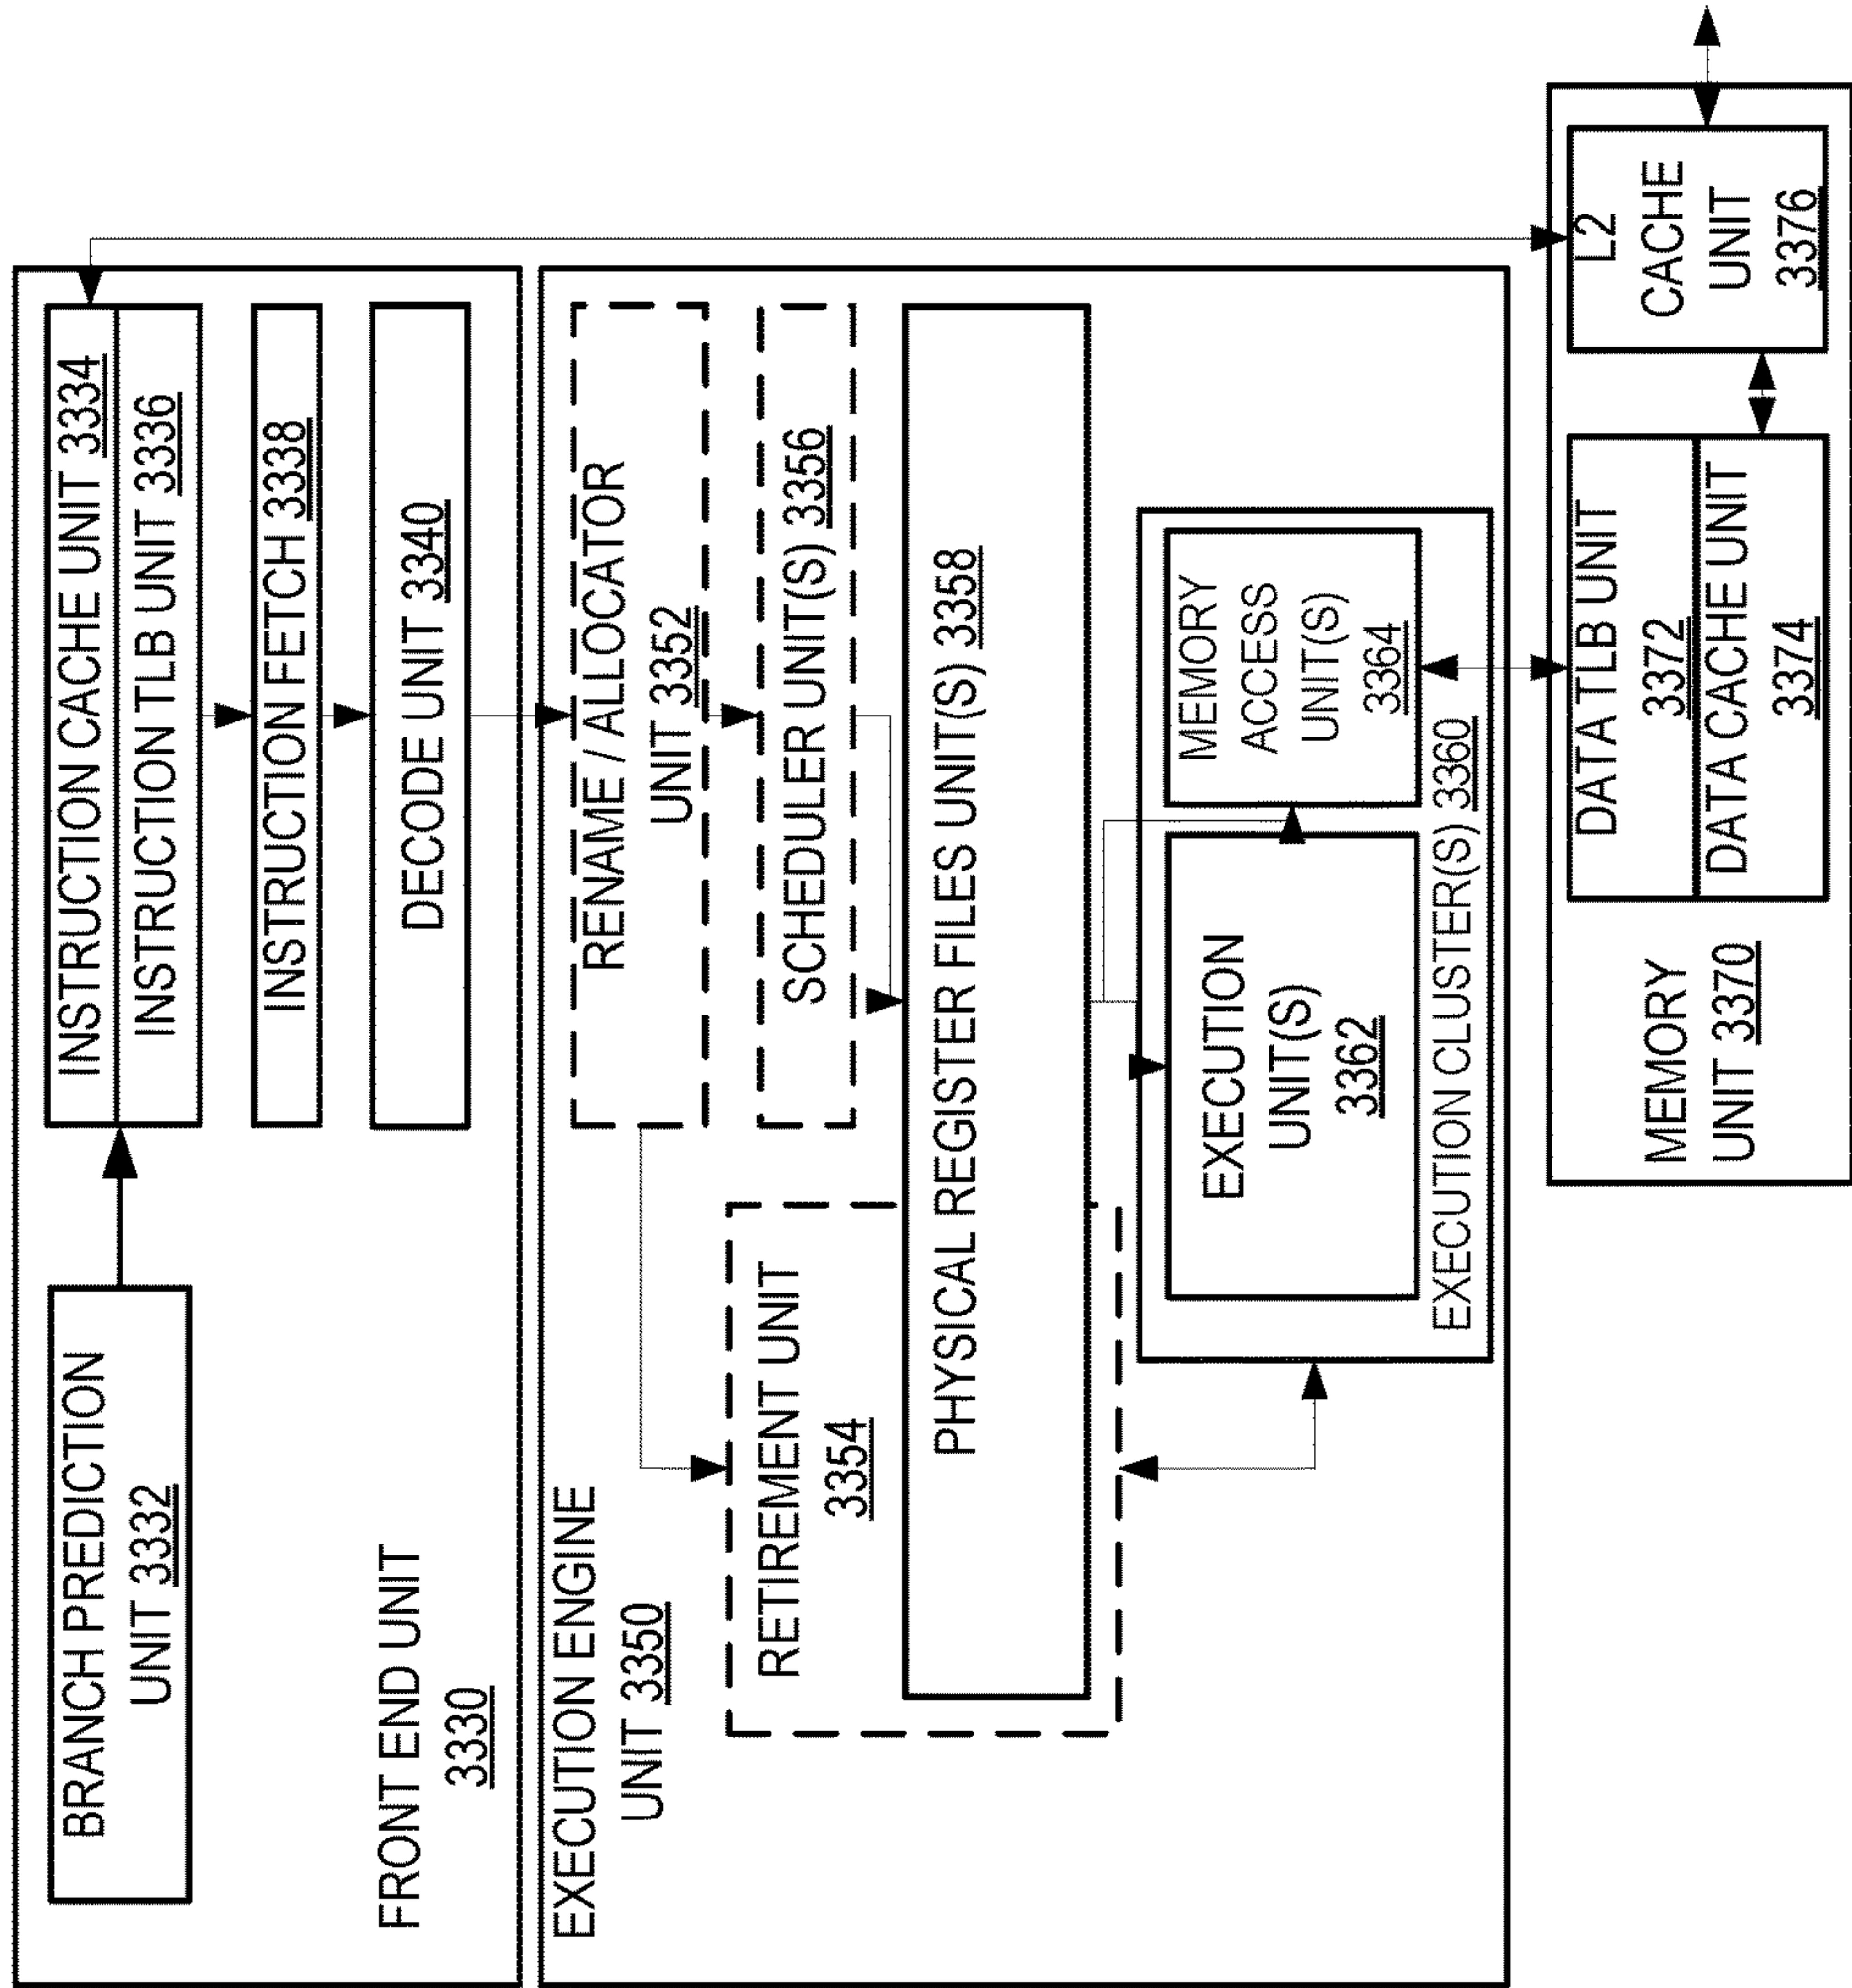 BRANCH PREDICTION
UNIT 3332
INSTRUCTION CACHE UNIT 3334
INSTRUCTION TLB UNIT 3336
INSTRUCTION FETCH 3338
DECODE UNIT 3340
FRONT END UNIT
3330
EXECUTION ENGINE
UNIT 3350
RENAME / ALLOCATOR
UNIT 3352
RETIREMENT UNIT
3354
SCHEDULER UNIT(S) 3356
PHYSICAL REGISTER FILES UNIT(S) 3358
EXECUTION
UNIT(S)
3362
MEMORY
ACCESS
UNIT(S)
3364
EXECUTION CLUSTER(S) 3360
MEMORY
UNIT 3370
DATA TLB UNIT
3372
DATA CACHE UNIT
3374
L2
CACHE
UNIT
3376